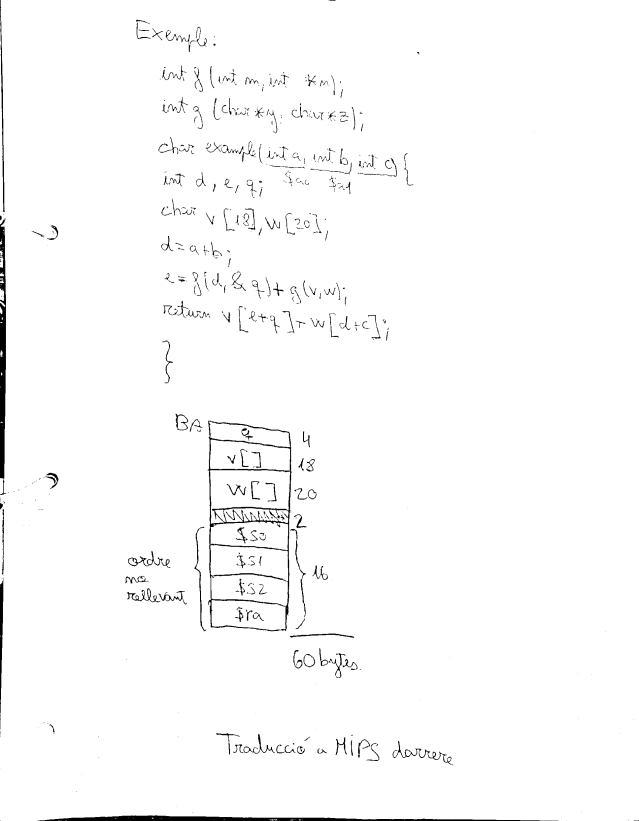 Exemple:
int f (int m, int *n);
int g (char *y, char *z);
char example(int a, int b, int c) {
$a0 $a1
int d, e, q;
char v[18], w[20];
d=a+b;
e = f(d, &q) + g(v,w);
return v[e+q]+w[d+c];
}
BA
q 4
v[] 18
w[] 20
2
$s0
$s1
$s2
$ra
16
ordre
no
rellevant
60 bytes.
Traducció a MIPS darrere